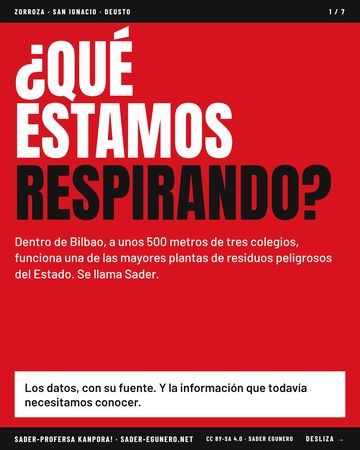 ZORROZA · SAN IGNACIO · DEUSTO
1 / 7
¿QUÉ
ESTAMOS
RESPIRANDO?
Dentro de Bilbao, a unos 500 metros de tres colegios,
funciona una de las mayores plantas de residuos peligrosos
del Estado. Se llama Sader.
Los datos, con su fuente. Y la información que todavía
necesitamos conocer.
SADER-PROFERSA KANPORA! · SADER-EGUNERO.NET
CC BY-SA 4.0 · SADER EGUNERO
DESLIZA →